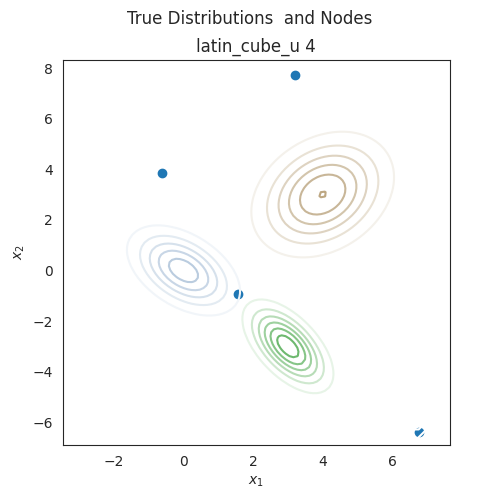 True Distributions and Nodes
latin_cube_u 4
8
6
4
2
0
−2
−4
−6
x₂
−2 0 2 4 6
x₁